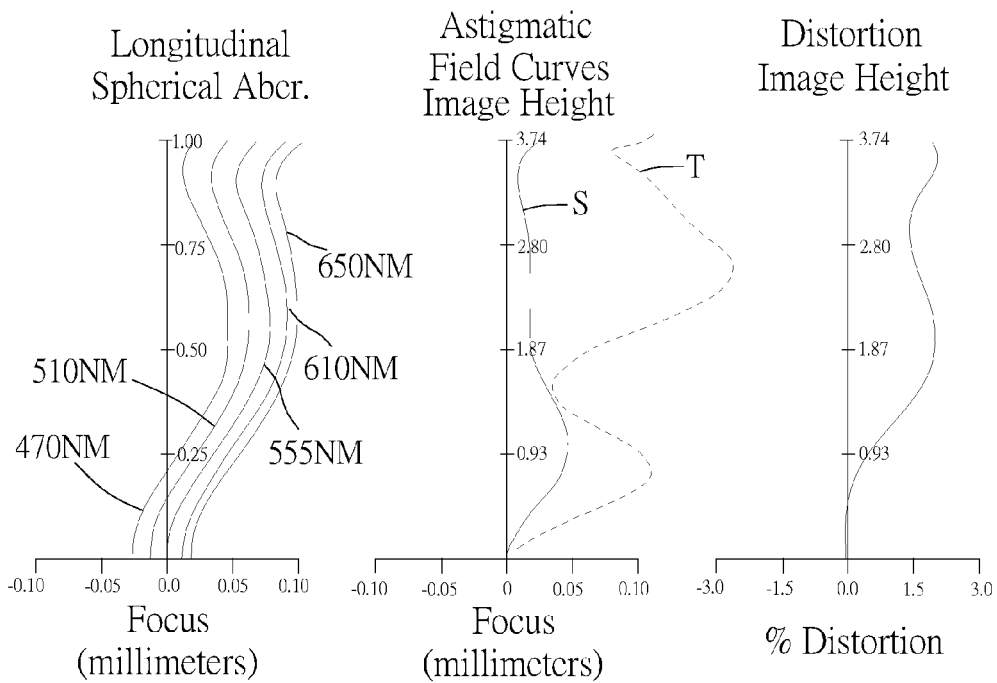 Longitudinal
Spherical Aber.
1.00
0.75
0.50
0.25
650NM
610NM
555NM
510NM
470NM
-0.10 -0.05 0.0 0.05 0.10
Focus
(millimeters)
Astigmatic
Field Curves
Image Height
3.74
2.80
1.87
0.93
T
S
-0.10 -0.05 0.0 0.05 0.10
Focus
(millimeters)
Distortion
Image Height
3.74
2.80
1.87
0.93
-3.0 -1.5 0.0 1.5 3.0
% Distortion